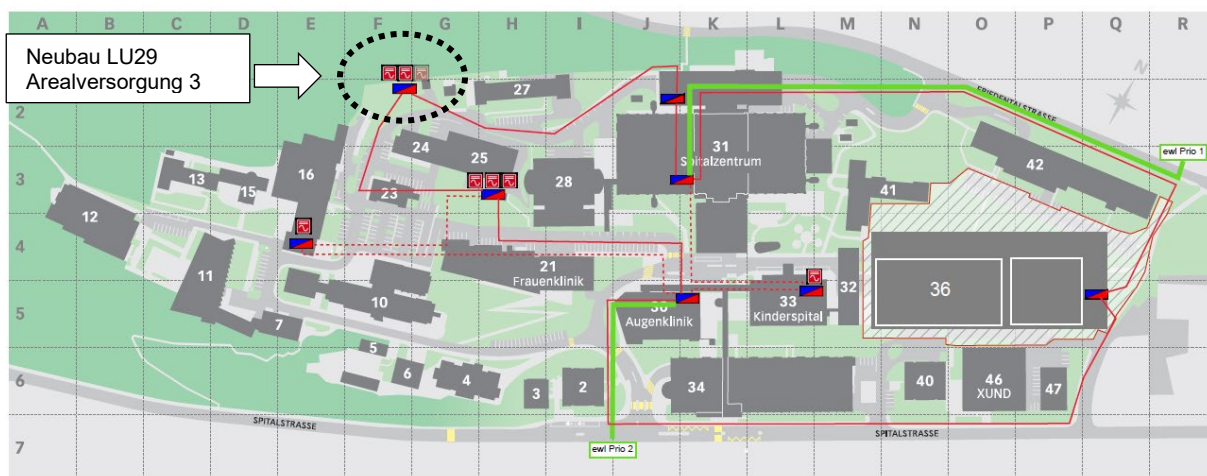 A B C D E F G H I J K L M N O P Q R
Neubau LU29
Arealversorgung 3
N
2
27
FRIEDENTALSTRASSE
24
25
31
Spitalzentrum
42
ewl Prio 1
16
3
13
15
28
23
41
12
4
11
21
Frauenklinik
10
33
Kinderspital
32
36
30
Augenklinik
5
7
5
6
6
4
3
2
34
40
46
XUND
47
SPITALSTRASSE
SPITALSTRASSE
7
ewl Prio 2